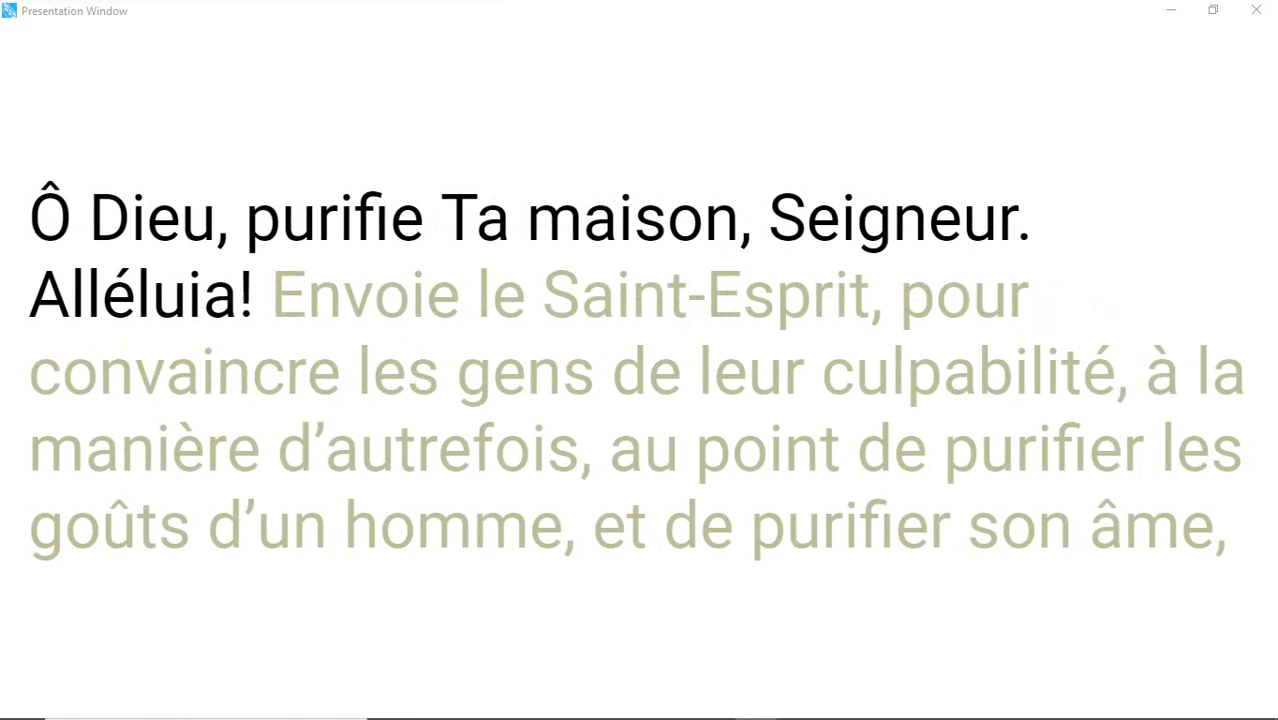 Presentation Window
Ô Dieu, purifie Ta maison, Seigneur.
Alléluia! Envoie le Saint-Esprit, pour
convaincre les gens de leur culpabilité, à la
manière d’autrefois, au point de purifier les
goûts d’un homme, et de purifier son âme,